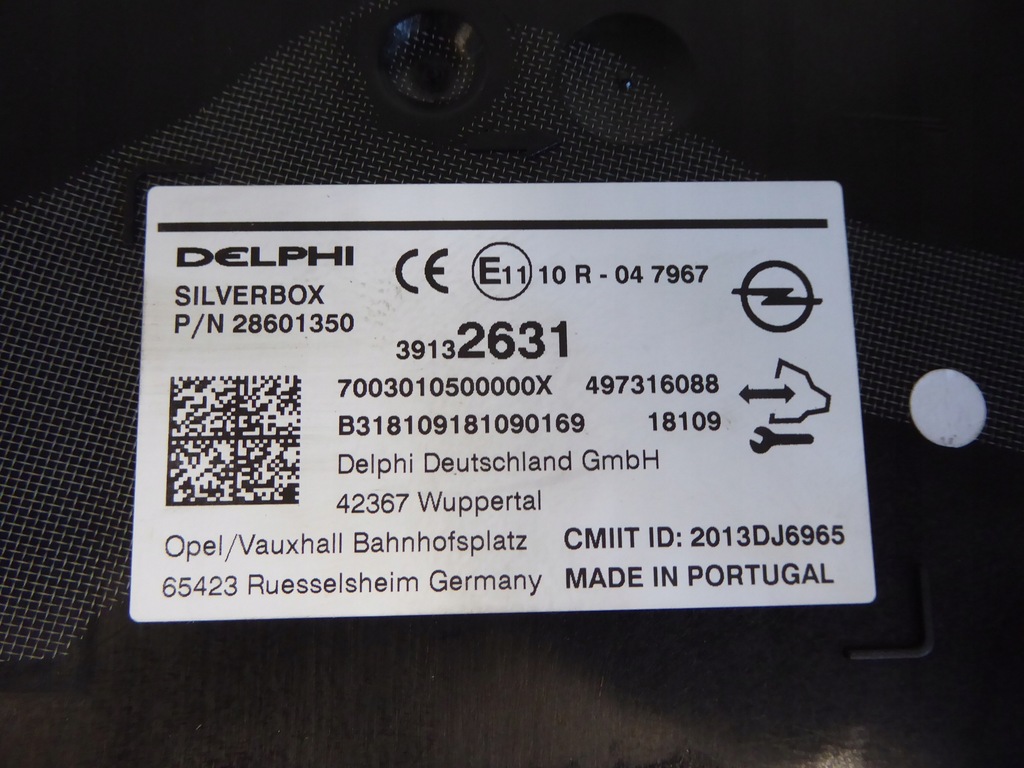 DELPHI
SILVERBOX
P/N 28601350
CE E11 10 R - 04 7967
39132631
7003010500000X 497316088
B318109181090169 18109
Delphi Deutschland GmbH
42367 Wuppertal
Opel/Vauxhall Bahnhofsplatz
65423 Ruesselsheim Germany
CMIIT ID: 2013DJ6965
MADE IN PORTUGAL